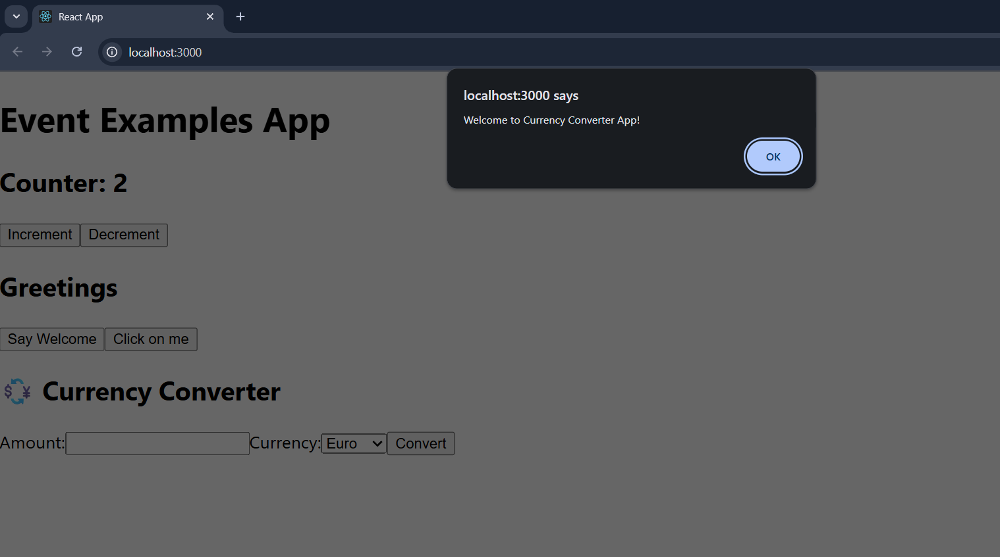 React App
localhost:3000
localhost:3000 says
Welcome to Currency Converter App!
OK
Event Examples App
Counter: 2
Increment Decrement
Greetings
Say Welcome Click on me
$ ¥ Currency Converter
Amount: Currency: Euro Convert